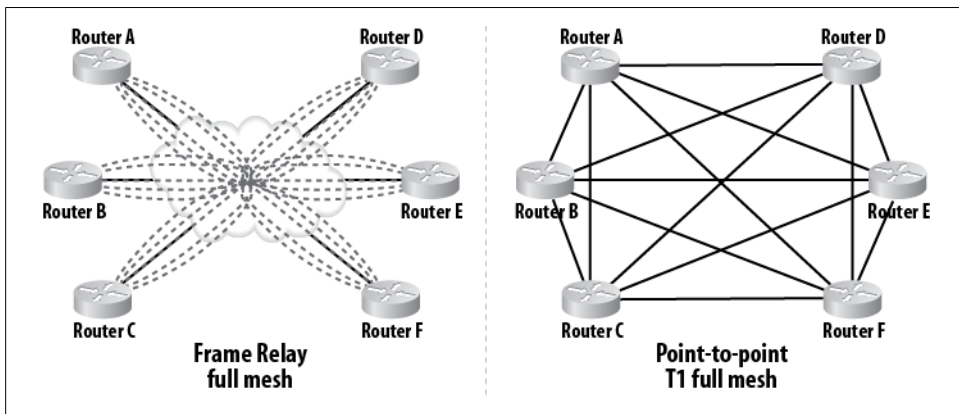 Router A
Router D
Router B
Router E
Router C
Router F
Frame Relay
full mesh
Router A
Router D
Router B
Router E
Router C
Router F
Point-to-point
T1 full mesh